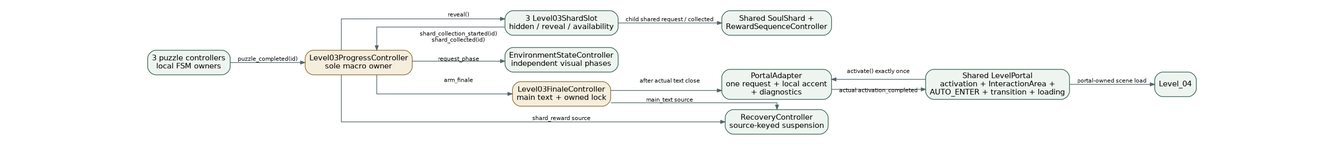 3 puzzle controllers
local FSM owners
puzzle_completed(id)
Level03ProgressController
sole macro owner
reveal()
shard_collection_started(id)
shard_collected(id)
request_phase
arm_finale
shard_reward source
3 Level03ShardSlot
hidden / reveal / availability
child shared request / collected
Shared SoulShard +
RewardSequenceController
EnvironmentStateController
independent visual phases
Level03FinaleController
main text + owned lock
after actual text close
main_text source
PortalAdapter
one request + local accent
+ diagnostics
RecoveryController
source-keyed suspension
activate() exactly once
actual activation_completed
Shared LevelPortal
activation + InteractionArea +
AUTO_ENTER + transition + loading
portal-owned scene load
Level_04